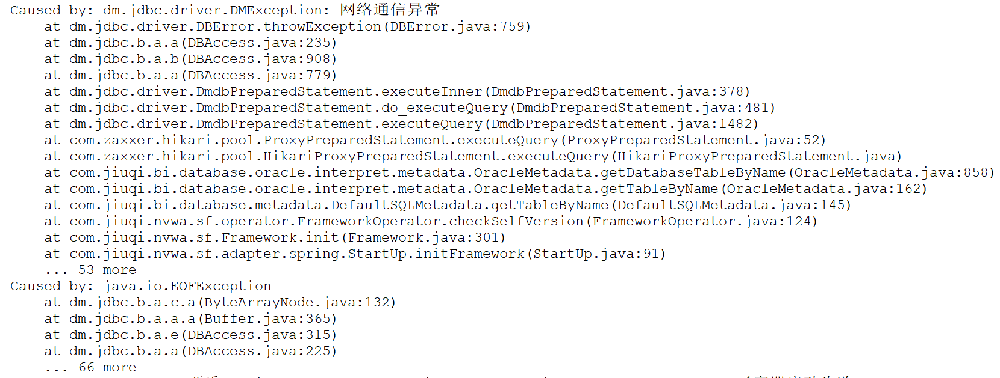 Caused by: dm.jdbc.driver.DMException: 网络通信异常
at dm.jdbc.driver.DBError.throwException(DBError.java:759)
at dm.jdbc.b.a.a(DBAccess.java:235)
at dm.jdbc.b.a.b(DBAccess.java:908)
at dm.jdbc.b.a.a(DBAccess.java:779)
at dm.jdbc.driver.DmdbPreparedStatement.executeInner(DmdbPreparedStatement.java:378)
at dm.jdbc.driver.DmdbPreparedStatement.do_executeQuery(DmdbPreparedStatement.java:481)
at dm.jdbc.driver.DmdbPreparedStatement.executeQuery(DmdbPreparedStatement.java:1482)
at com.zaxxer.hikari.pool.ProxyPreparedStatement.executeQuery(ProxyPreparedStatement.java:52)
at com.zaxxer.hikari.pool.HikariProxyPreparedStatement.executeQuery(HikariProxyPreparedStatement.java)
at com.jiuqi.bi.database.oracle.interpret.metadata.OracleMetadata.getDatabaseTableByName(OracleMetadata.java:858)
at com.jiuqi.bi.database.oracle.interpret.metadata.OracleMetadata.getTableByName(OracleMetadata.java:162)
at com.jiuqi.bi.database.metadata.DefaultSQLMetadata.getTableByName(DefaultSQLMetadata.java:145)
at com.jiuqi.nvwa.sf.operator.FrameworkOperator.checkSelfVersion(FrameworkOperator.java:124)
at com.jiuqi.nvwa.sf.Framework.init(Framework.java:301)
at com.jiuqi.nvwa.sf.adapter.spring.StartUp.initFramework(StartUp.java:91)
... 53 more
Caused by: java.io.EOFException
at dm.jdbc.b.a.c.a(ByteArrayNode.java:132)
at dm.jdbc.b.a.a.a(Buffer.java:365)
at dm.jdbc.b.a.e(DBAccess.java:315)
at dm.jdbc.b.a.a(DBAccess.java:225)
... 66 more